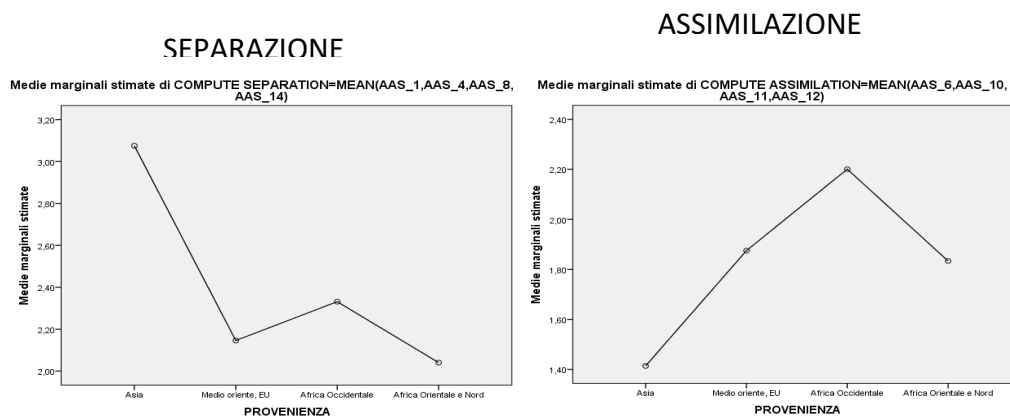 SEPARAZIONE
Medie marginali stimate di COMPUTE SEPARATION=MEAN(AAS_1,AAS_4,AAS_8,
AAS_14)
Medie marginali stimate
3,20
3,00
2,80
2,60
2,40
2,20
2,00
Asia
Medio oriente, EU
Africa Occidentale
Africa Orientale e Nord
PROVENIENZA
ASSIMILAZIONE
Medie marginali stimate di COMPUTE ASSIMILATION=MEAN(AAS_6,AAS_10,
AAS_11,AAS_12)
Medie marginali stimate
2,40
2,20
2,00
1,80
1,60
1,40
Asia
Medio oriente, EU
Africa Occidentale
Africa Orientale e Nord
PROVENIENZA